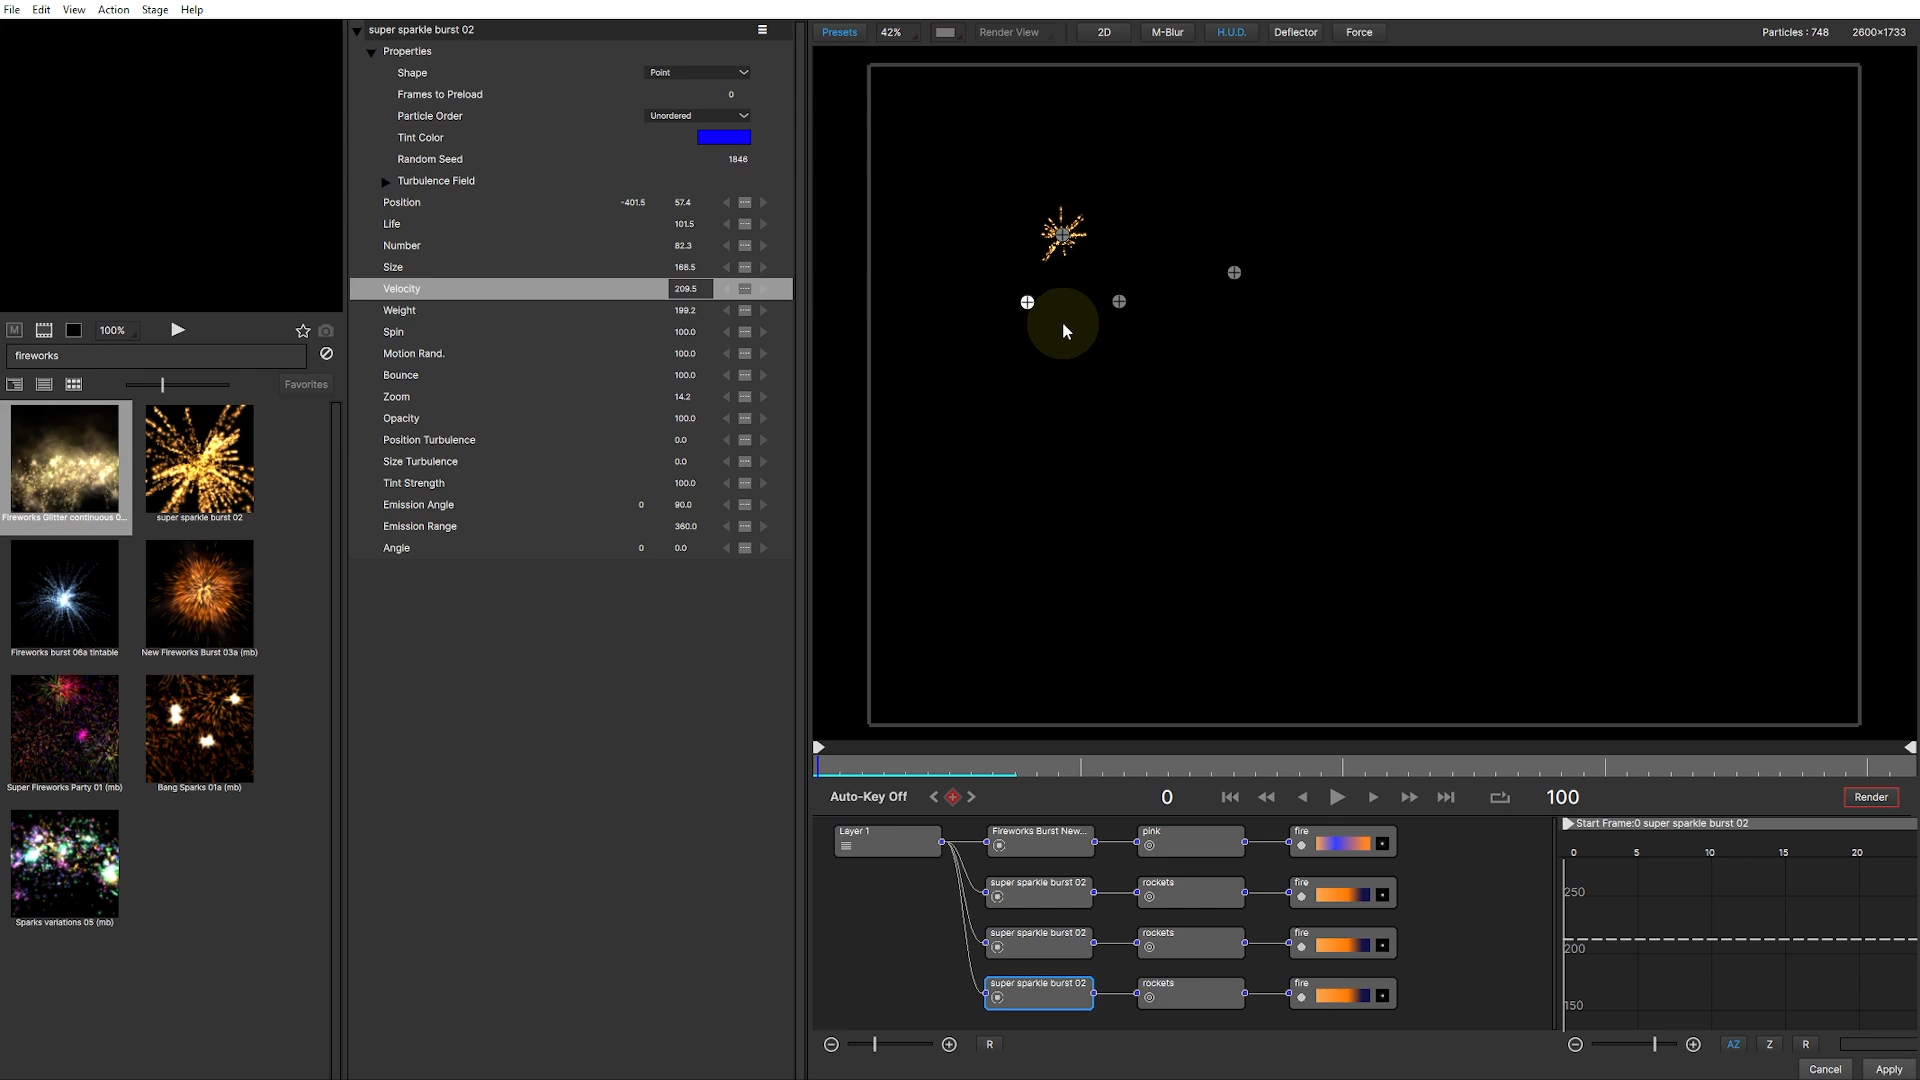 File Edit View Action Stage Help
super sparkle burst 02
Properties
Shape Point
Frames to Preload 0
Particle Order Unordered
Tint Color
Random Seed 1846
Turbulence Field
Position -401.5 57.4
Life 101.5
Number 82.3
Size 168.5
Velocity 209.5
Weight 199.2
Spin 100.0
Motion Rand. 100.0
Bounce 100.0
Zoom 14.2
Opacity 100.0
Position Turbulence 0.0
Size Turbulence 0.0
Tint Strength 100.0
Emission Angle 0 90.0
Emission Range 360.0
Angle 0 0.0
Presets 42% Render View 2D M-Blur H.U.D. Deflector Force Particles : 748 2600×1733
M 100%
fireworks
Favorites
Fireworks Glitter continuous 0... super sparkle burst 02
Fireworks burst 06a tintable New Fireworks Burst 03a (mb)
Super Fireworks Party 01 (mb) Bang Sparks 01a (mb)
Sparks variations 05 (mb)
Auto-Key Off 0 100 Render
Layer 1 Fireworks Burst New... pink fire
super sparkle burst 02 rockets fire
super sparkle burst 02 rockets fire
super sparkle burst 02 rockets fire
R
Start Frame:0 super sparkle burst 02
0 5 10 15 20
250
200
150
AZ Z R
Cancel Apply